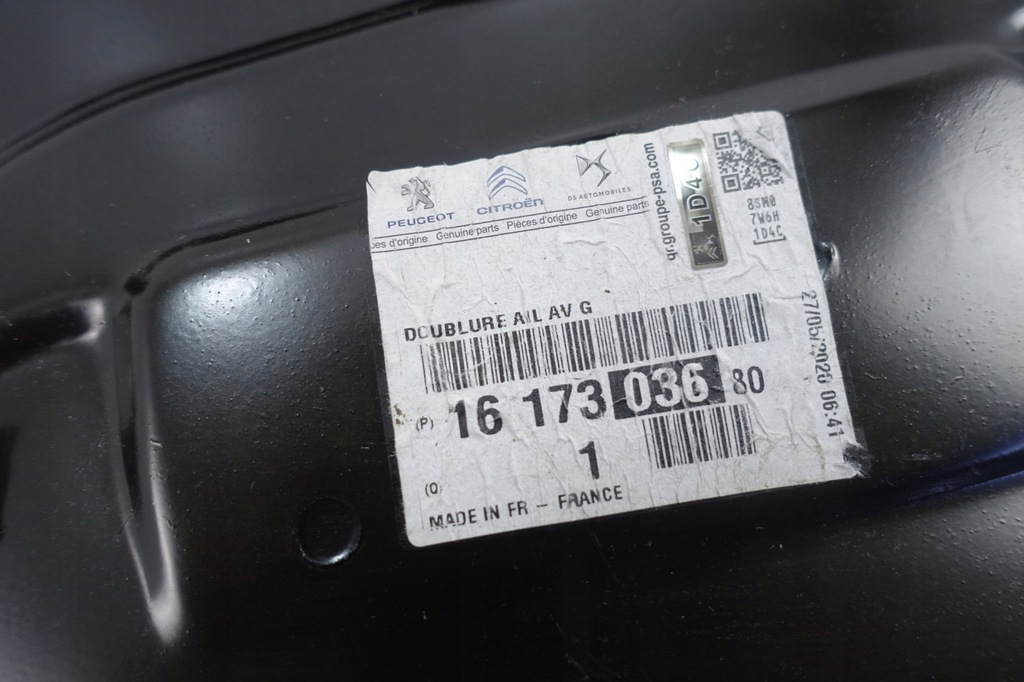 PEUGEOT
CITROËN
DS AUTOMOBILES
ces d'origine Genuine parts Pièces d'origine Genuine parts
qr.groupe-psa.com
1D4C
8SM0
7W6H
1D4C
DOUBLURE AIL AV G
(P) 16 173 036 80
(Q) 1
MADE IN FR - FRANCE
27/05/2020 06:41